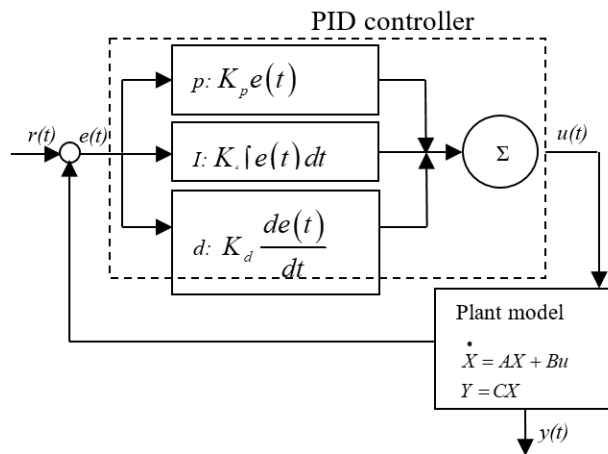 PID controller
p: K_p e(t)
r(t)
e(t)
I: K_i ∫e(t)dt
Σ
u(t)
d: K_d de(t)/dt
Plant model
Ẋ = AX + Bu
Y = CX
y(t)